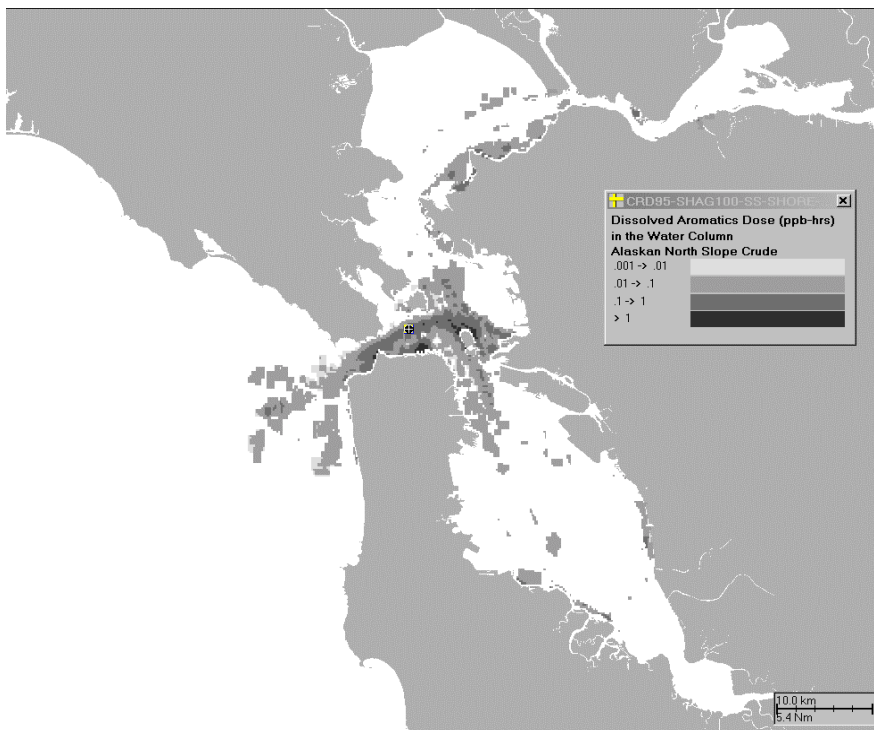 CRD95-SHAG100-SS-SHORE-...
Dissolved Aromatics Dose (ppb-hrs)
in the Water Column
Alaskan North Slope Crude
.001 -> .01
.01 -> .1
.1 -> 1
> 1
10.0 km
5.4 Nm